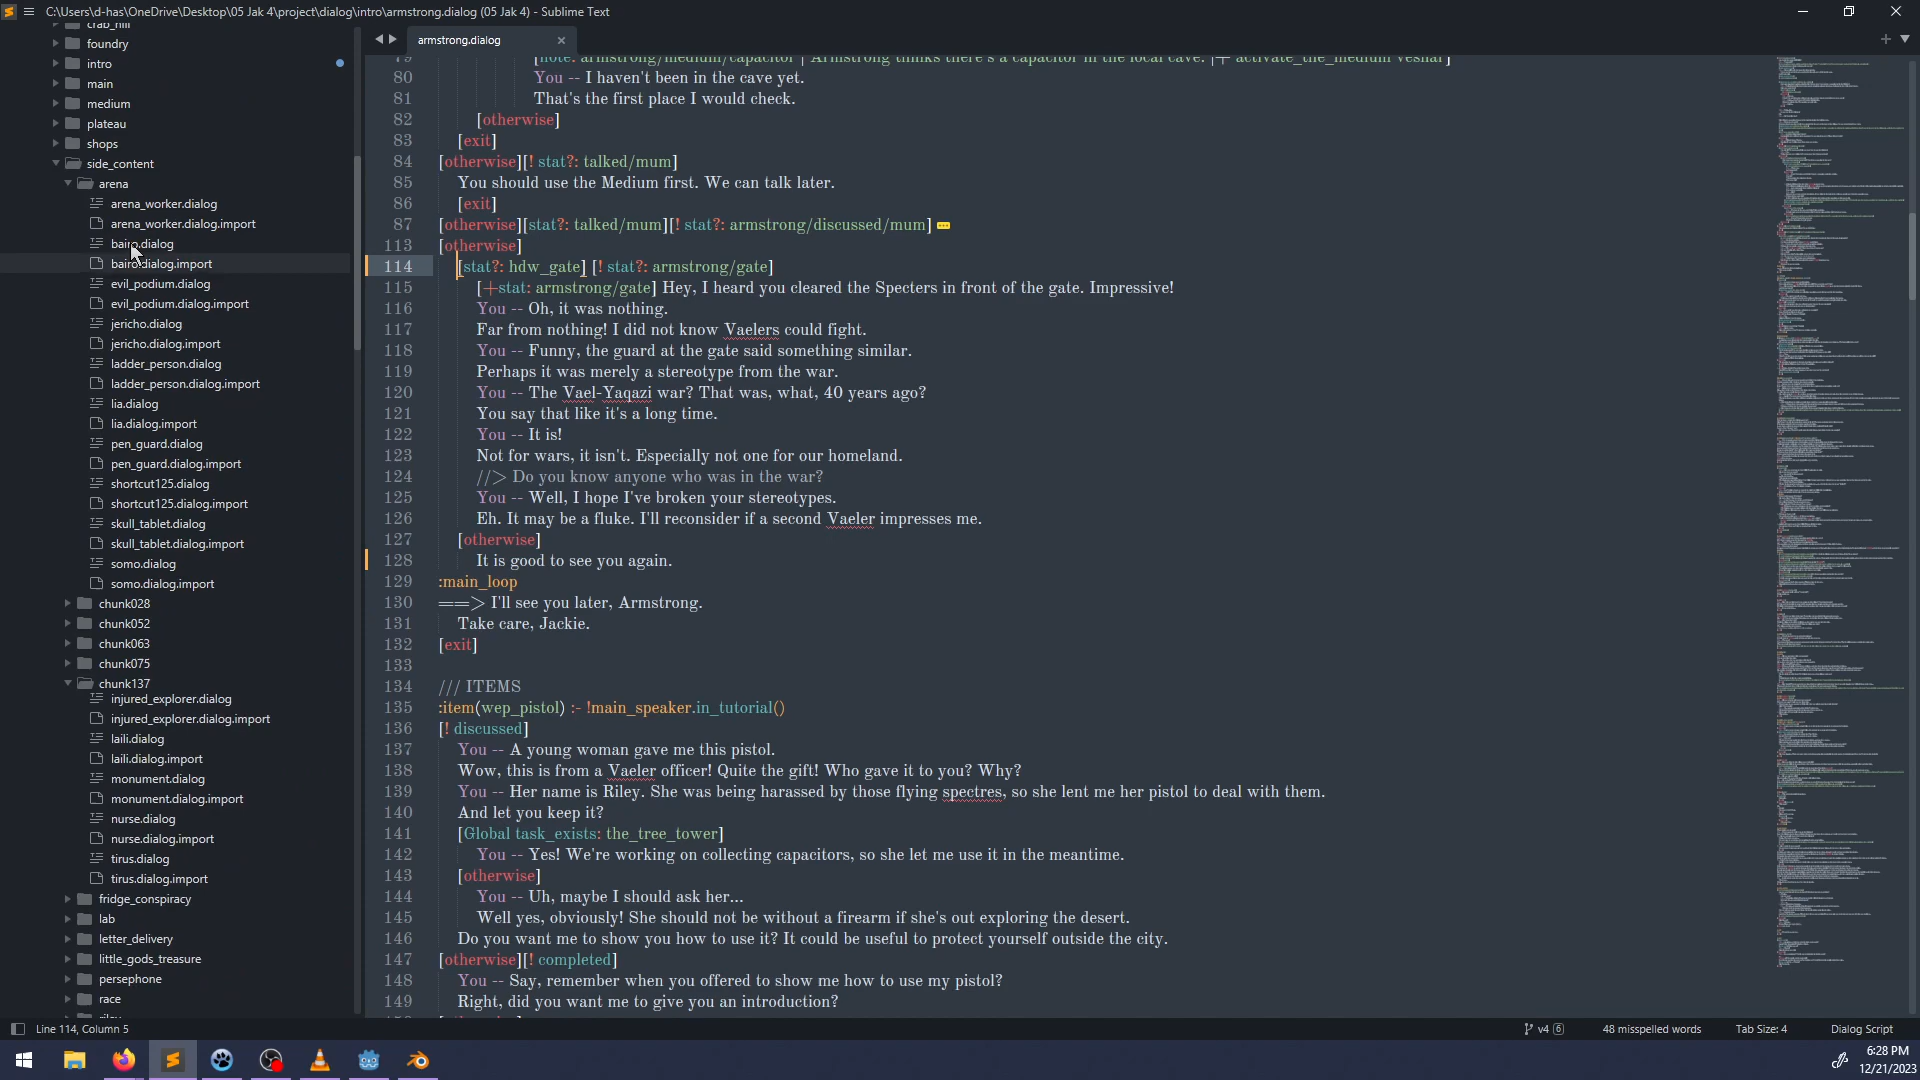 C:\Users\d-has\OneDrive\Desktop\05 Jak 4\project\dialog\intro\armstrong.dialog (05 Jak 4) - Sublime Text
crab_hill
foundry
intro
main
medium
plateau
shops
side_content
arena
arena_worker.dialog
arena_worker.dialog.import
bairo.dialog
bairo.dialog.import
evil_podium.dialog
evil_podium.dialog.import
jericho.dialog
jericho.dialog.import
ladder_person.dialog
ladder_person.dialog.import
lia.dialog
lia.dialog.import
pen_guard.dialog
pen_guard.dialog.import
shortcut125.dialog
shortcut125.dialog.import
skull_tablet.dialog
skull_tablet.dialog.import
somo.dialog
somo.dialog.import
chunk028
chunk052
chunk063
chunk075
chunk137
injured_explorer.dialog
injured_explorer.dialog.import
laili.dialog
laili.dialog.import
monument.dialog
monument.dialog.import
nurse.dialog
nurse.dialog.import
tirus.dialog
tirus.dialog.import
fridge_conspiracy
lab
letter_delivery
little_gods_treasure
persephone
race
riley
armstrong.dialog
79 [note: armstrong/medium/capacitor | Armstrong thinks there's a capacitor in the local cave. |+ activate_the_medium veshai]
80 You -- I haven't been in the cave yet.
81 That's the first place I would check.
82 [otherwise]
83 [exit]
84 [otherwise][! stat?: talked/mum]
85 You should use the Medium first. We can talk later.
86 [exit]
87 [otherwise][stat?: talked/mum][! stat?: armstrong/discussed/mum]
113 [otherwise]
114 [stat?: hdw_gate] [! stat?: armstrong/gate]
115 [+stat: armstrong/gate] Hey, I heard you cleared the Specters in front of the gate. Impressive!
116 You -- Oh, it was nothing.
117 Far from nothing! I did not know Vaelers could fight.
118 You -- Funny, the guard at the gate said something similar.
119 Perhaps it was merely a stereotype from the war.
120 You -- The Vael-Yaqazi war? That was, what, 40 years ago?
121 You say that like it's a long time.
122 You -- It is!
123 Not for wars, it isn't. Especially not one for our homeland.
124 //> Do you know anyone who was in the war?
125 You -- Well, I hope I've broken your stereotypes.
126 Eh. It may be a fluke. I'll reconsider if a second Vaeler impresses me.
127 [otherwise]
128 It is good to see you again.
129 :main_loop
130 ==> I'll see you later, Armstrong.
131 Take care, Jackie.
132 [exit]
133
134 /// ITEMS
135 :item(wep_pistol) :- !main_speaker.in_tutorial()
136 [! discussed]
137 You -- A young woman gave me this pistol.
138 Wow, this is from a Vaeler officer! Quite the gift! Who gave it to you? Why?
139 You -- Her name is Riley. She was being harassed by those flying spectres, so she lent me her pistol to deal with them.
140 And let you keep it?
141 [Global task_exists: the_tree_tower]
142 You -- Yes! We're working on collecting capacitors, so she let me use it in the meantime.
143 [otherwise]
144 You -- Uh, maybe I should ask her...
145 Well yes, obviously! She should not be without a firearm if she's out exploring the desert.
146 Do you want me to show you how to use it? It could be useful to protect yourself outside the city.
147 [otherwise][! completed]
148 You -- Say, remember when you offered to show me how to use my pistol?
149 Right, did you want me to give you an introduction?
Line 114, Column 5
v4 6
48 misspelled words
Tab Size: 4
Dialog Script
6:28 PM
12/21/2023